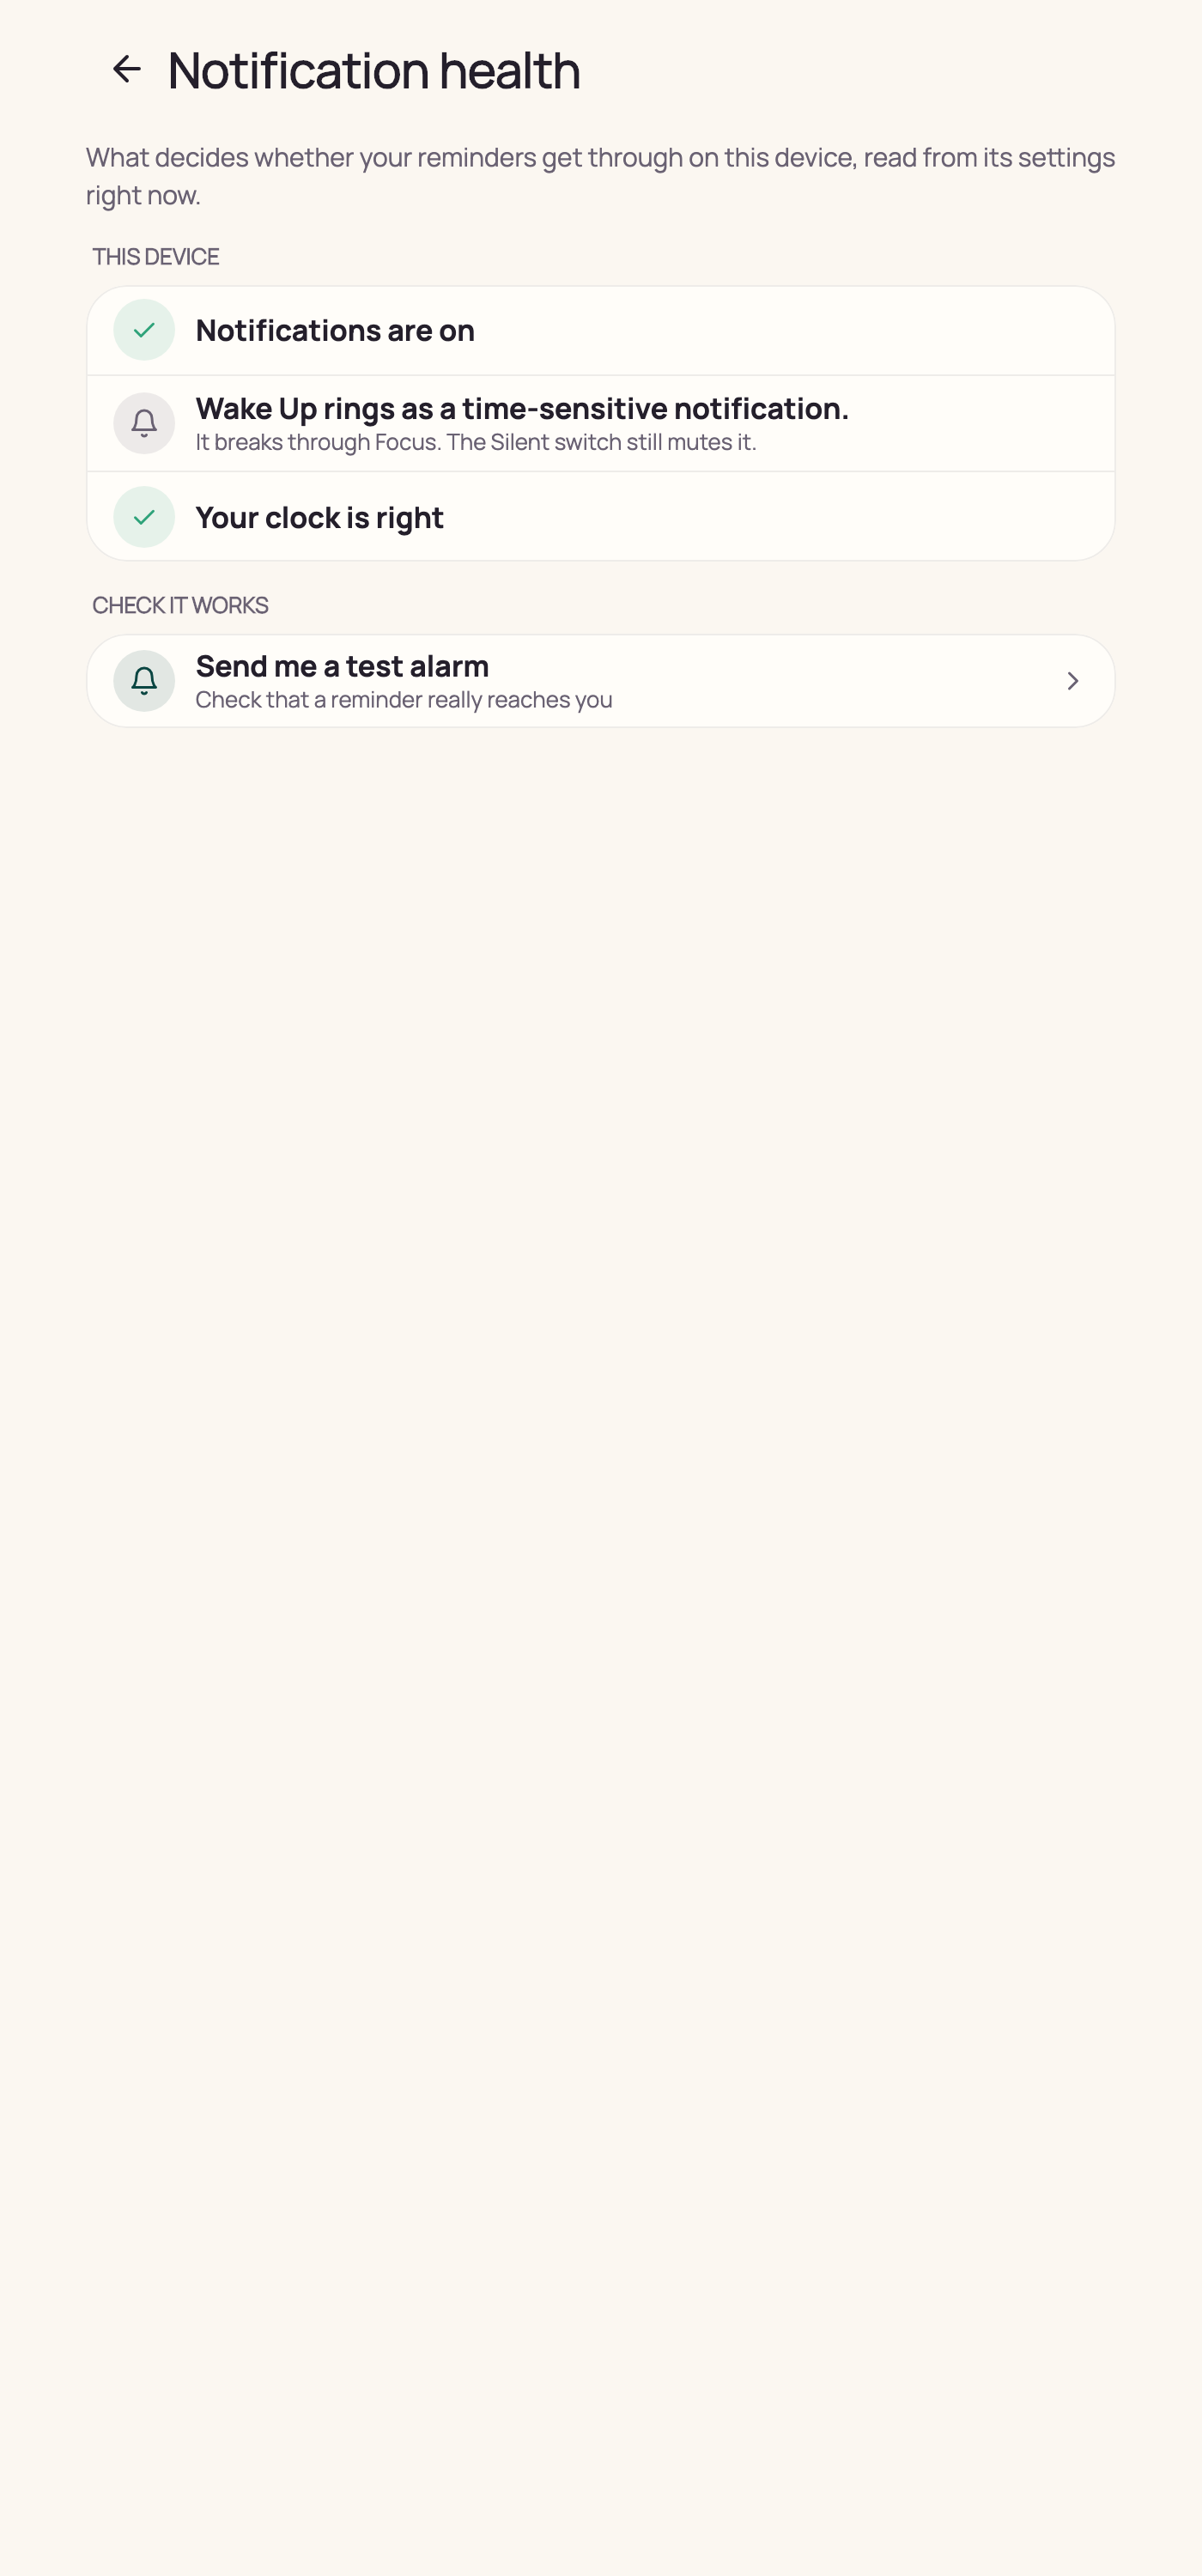 Notification health
What decides whether your reminders get through on this device, read from its settings
right now.
THIS DEVICE
Notifications are on
Wake Up rings as a time-sensitive notification.
It breaks through Focus. The Silent switch still mutes it.
Your clock is right
CHECK IT WORKS
Send me a test alarm
Check that a reminder really reaches you